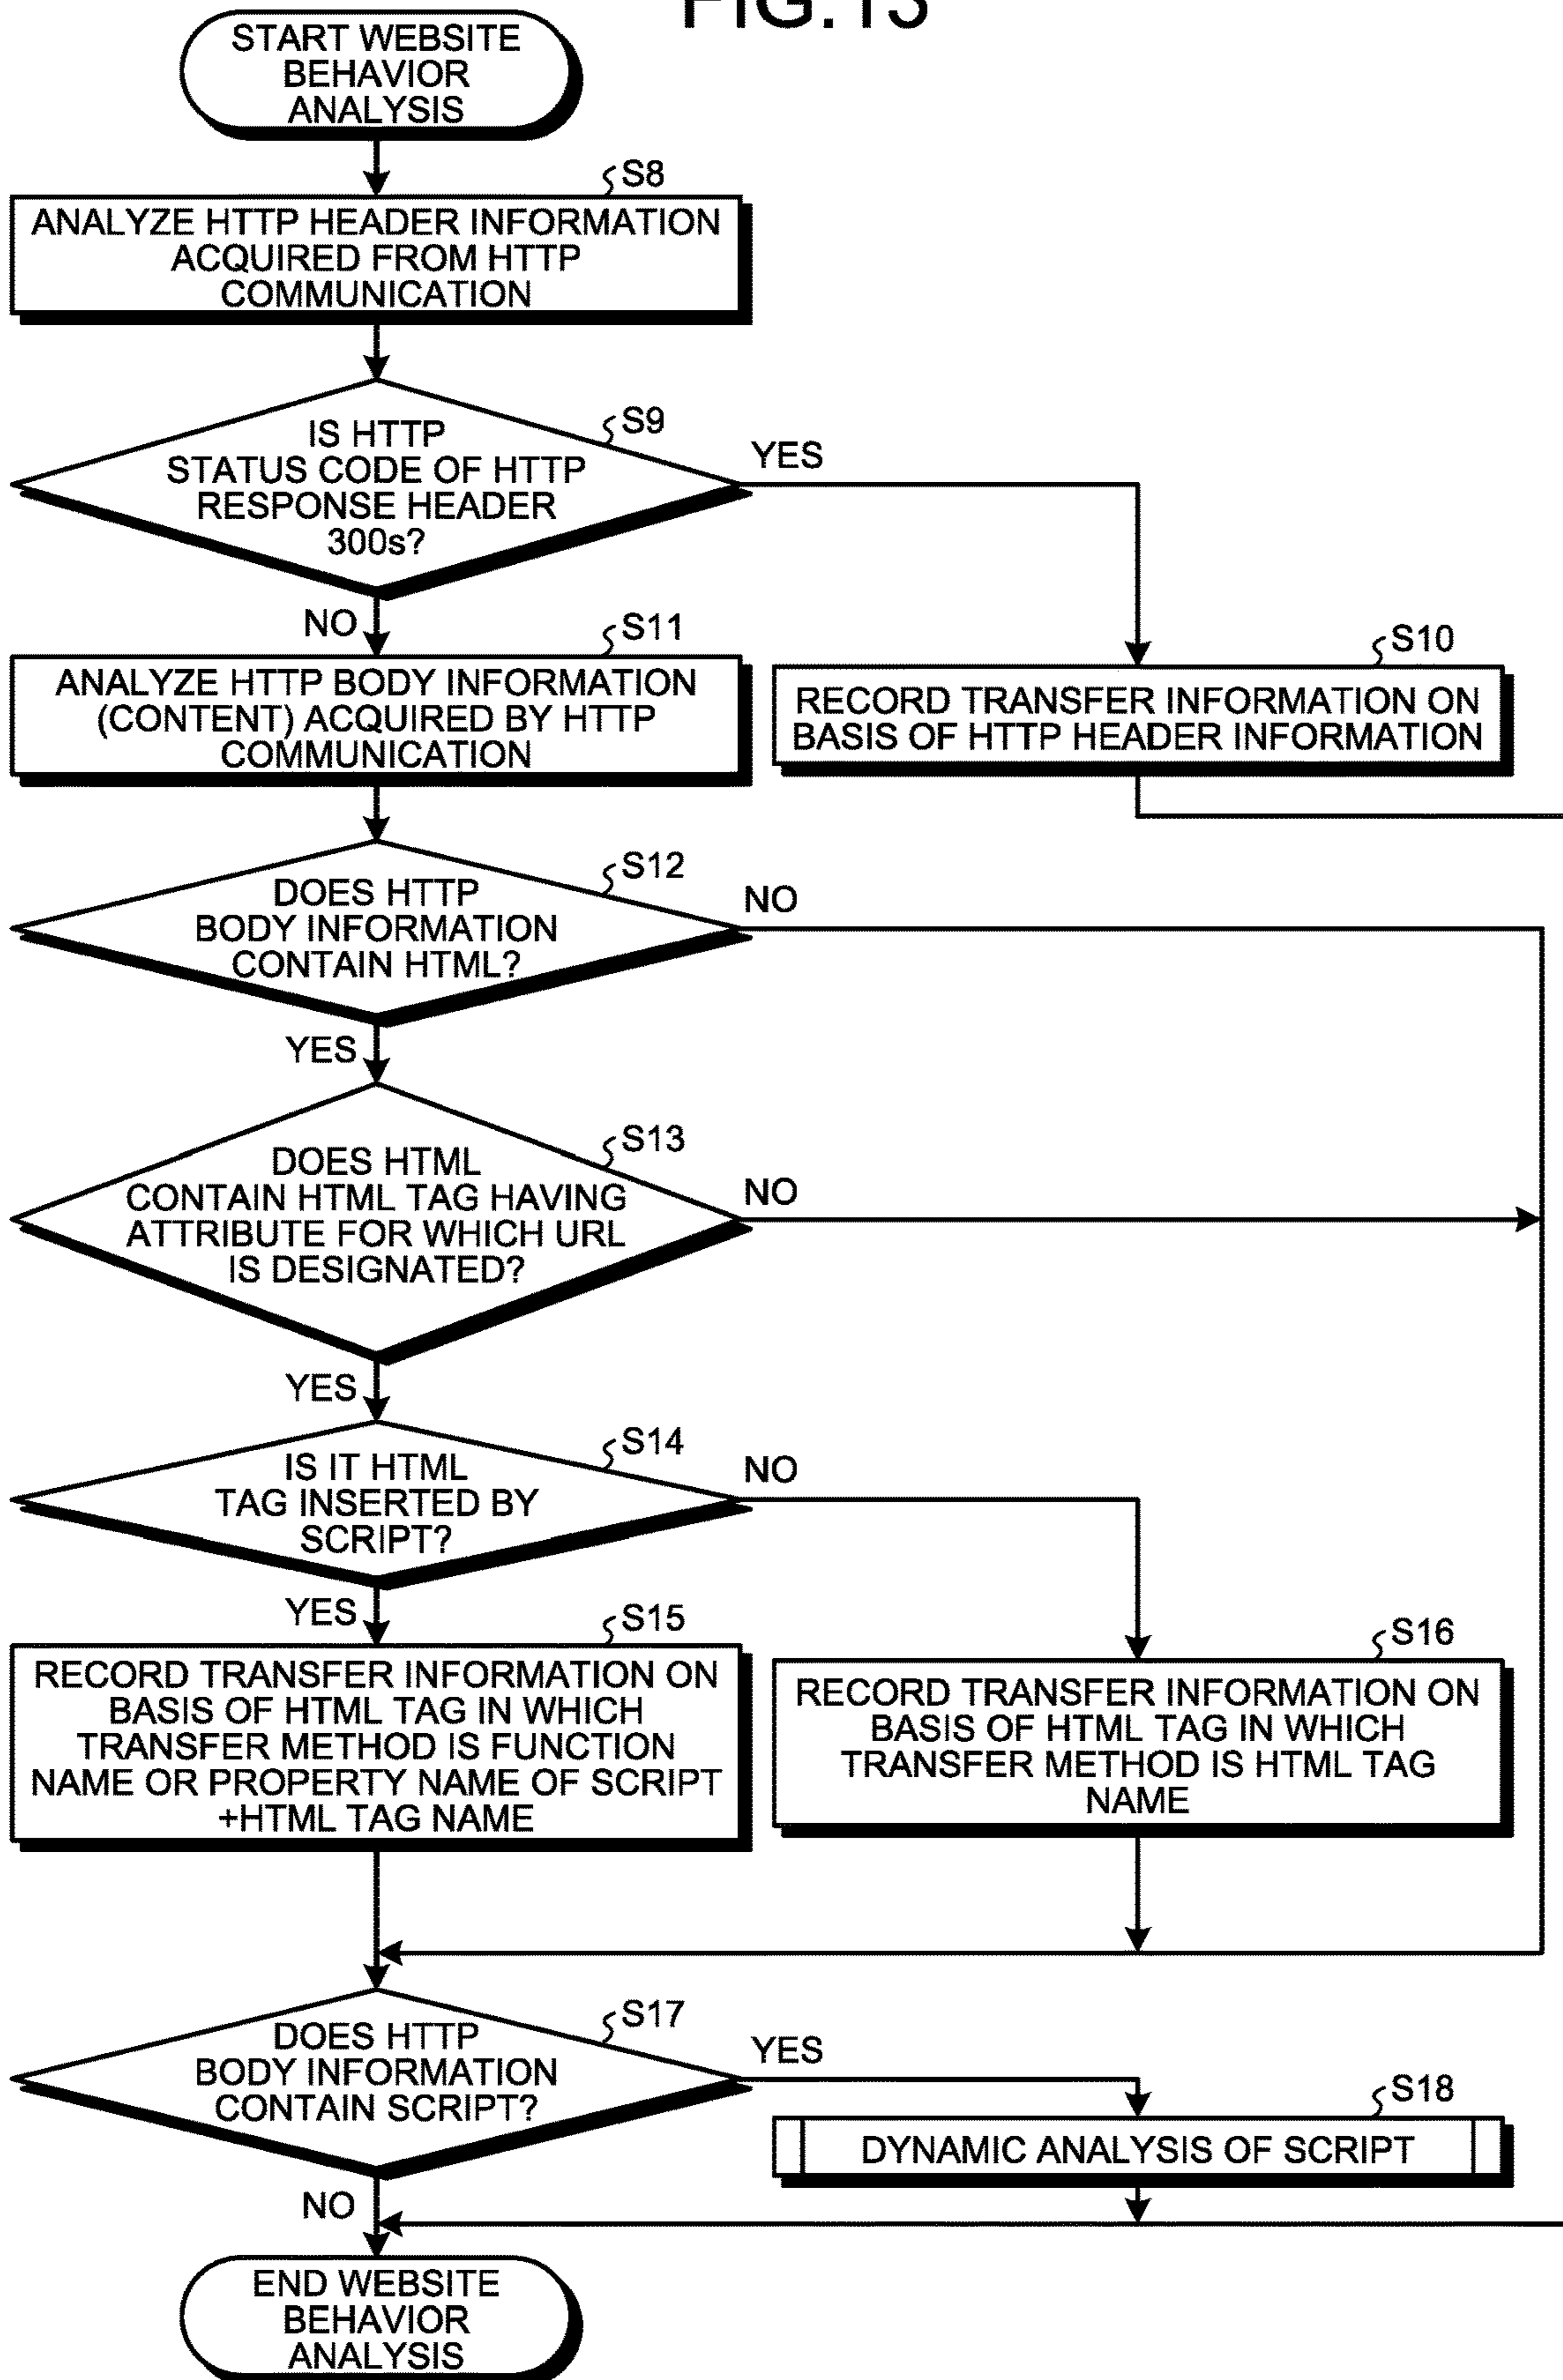 FIG.13
START WEBSITE
BEHAVIOR
ANALYSIS
S8
ANALYZE HTTP HEADER INFORMATION
ACQUIRED FROM HTTP
COMMUNICATION
S9
IS HTTP
STATUS CODE OF HTTP
RESPONSE HEADER
300s?
YES
NO
S11
ANALYZE HTTP BODY INFORMATION
(CONTENT) ACQUIRED BY HTTP
COMMUNICATION
S10
RECORD TRANSFER INFORMATION ON
BASIS OF HTTP HEADER INFORMATION
S12
DOES HTTP
BODY INFORMATION
CONTAIN HTML?
NO
YES
S13
DOES HTML
CONTAIN HTML TAG HAVING
ATTRIBUTE FOR WHICH URL
IS DESIGNATED?
NO
YES
S14
IS IT HTML
TAG INSERTED BY
SCRIPT?
NO
YES
S15
RECORD TRANSFER INFORMATION ON
BASIS OF HTML TAG IN WHICH
TRANSFER METHOD IS FUNCTION
NAME OR PROPERTY NAME OF SCRIPT
+HTML TAG NAME
S16
RECORD TRANSFER INFORMATION ON
BASIS OF HTML TAG IN WHICH
TRANSFER METHOD IS HTML TAG
NAME
S17
DOES HTTP
BODY INFORMATION
CONTAIN SCRIPT?
YES
S18
DYNAMIC ANALYSIS OF SCRIPT
NO
END WEBSITE
BEHAVIOR
ANALYSIS